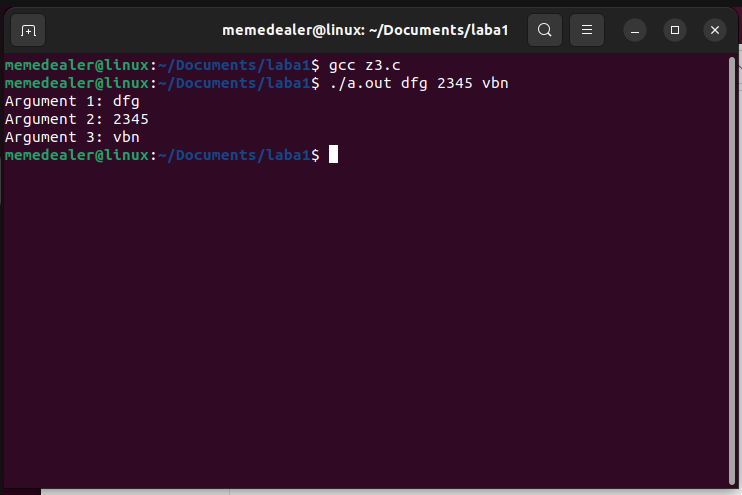 memedealer@linux: ~/Documents/laba1
memedealer@linux:~/Documents/laba1$ gcc z3.c
memedealer@linux:~/Documents/laba1$ ./a.out dfg 2345 vbn
Argument 1: dfg
Argument 2: 2345
Argument 3: vbn
memedealer@linux:~/Documents/laba1$